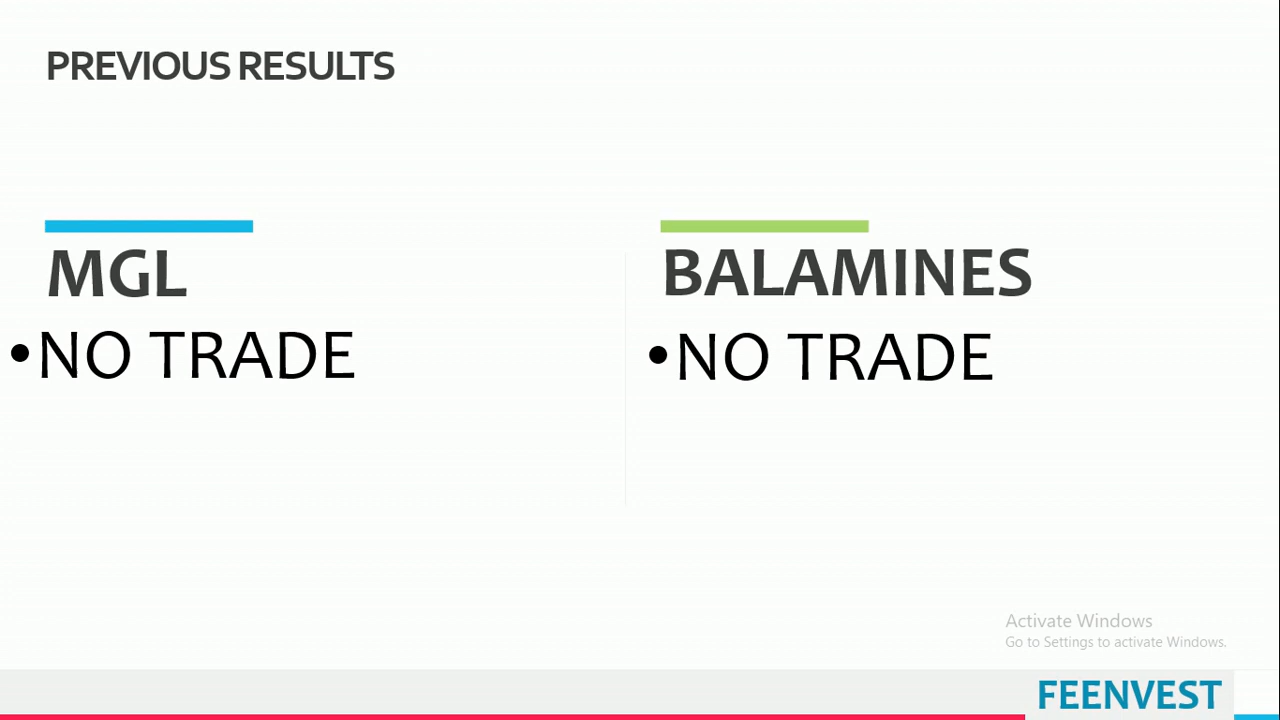 PREVIOUS RESULTS
MGL
•NO TRADE
BALAMINES
•NO TRADE
Activate Windows
Go to Settings to activate Windows.
FEENVEST